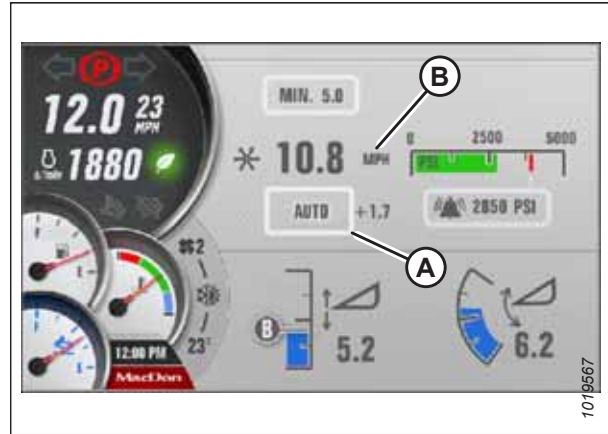 P
12.0 23 MPH
1880
MIN. 5.0
B
10.8 MPH
0 2500 5000
PSI
AUTO +1.7
2850 PSI
A
F
E
F
E
2
23°
12:00 PM
MacDon
B
5.2
6.2
1019567